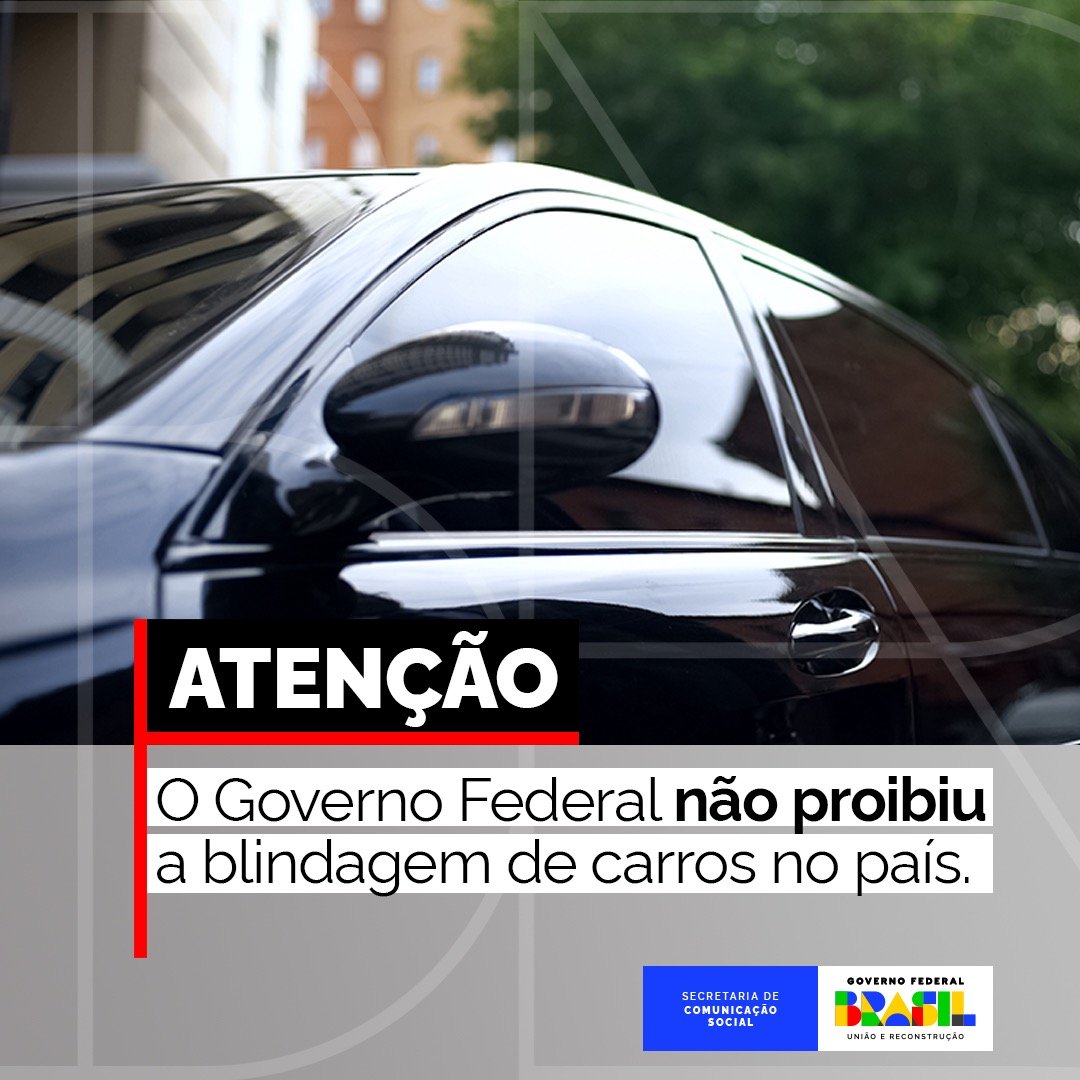 ATENÇÃO
O Governo Federal não proibiu
a blindagem de carros no país.
SECRETARIA DE
COMUNICAÇÃO
SOCIAL
GOVERNO FEDERAL
BRASIL
UNIÃO E RECONSTRUÇÃO